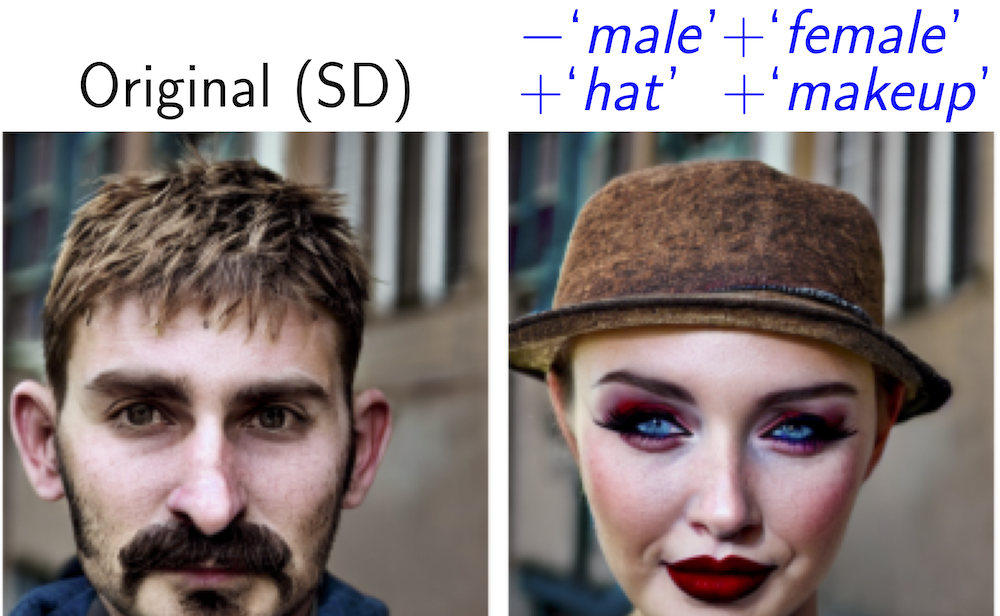 Original (SD)
−‘male’ +‘female’
+‘hat’ +‘makeup’